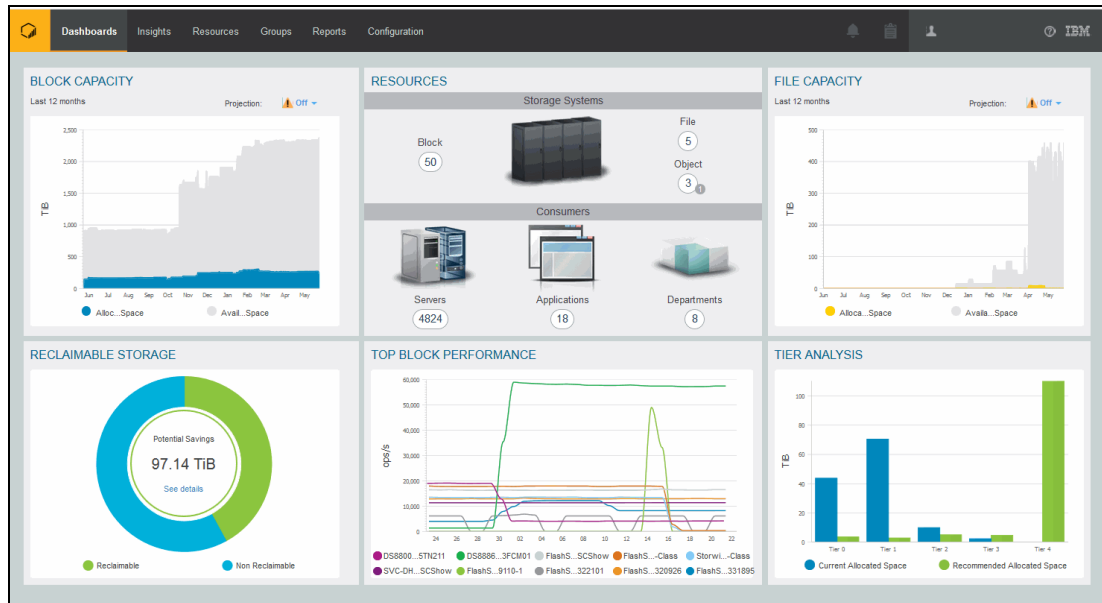 Dashboards Insights Resources Groups Reports Configuration IBM
BLOCK CAPACITY
Last 12 months
Projection: Off
TiB
2,500
2,000
1,500
1,000
500
0
Jun Jul Aug Sep Oct Nov Dec Jan Feb Mar Apr May
Alloc...Space Avail...Space
RESOURCES
Storage Systems
Block
50
File
5
Object
3
1
Consumers
Servers Applications Departments
4824 18 8
FILE CAPACITY
Last 12 months
Projection: Off
TiB
500
400
300
200
100
0
Jun Jul Aug Sep Oct Nov Dec Jan Feb Mar Apr May
Alloca...Space Availa...Space
RECLAIMABLE STORAGE
Potential Savings
97.14 TiB
See details
Reclaimable Non Reclaimable
TOP BLOCK PERFORMANCE
ops/s
60,000
50,000
40,000
30,000
20,000
10,000
0
24 26 28 30 02 04 06 08 10 12 14 16 18 20 22
DS8800...STN211 DS8886...3FCM01 FlashS...SCShow FlashS...-Class Storwi...-Class
SVC-DH...SCShow FlashS...9110-1 FlashS...322101 FlashS...320926 FlashS...331895
TIER ANALYSIS
TiB
100
80
60
40
20
0
Tier 0 Tier 1 Tier 2 Tier 3 Tier 4
Current Allocated Space Recommended Allocated Space